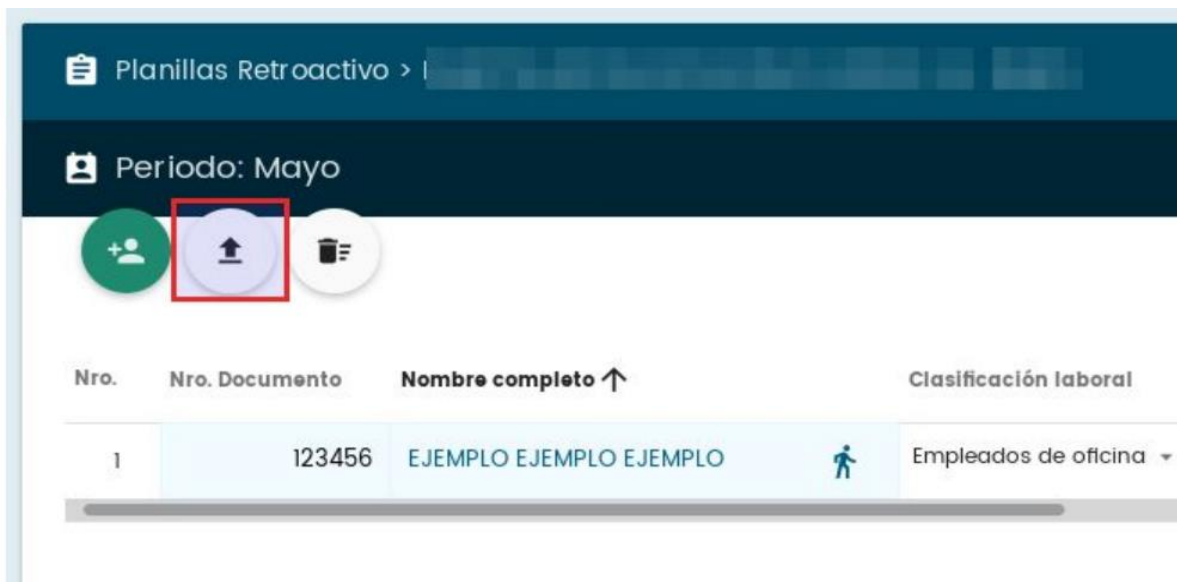 Planillas Retroactivo >
Periodo: Mayo
Nro. Nro. Documento Nombre completo Clasificación laboral
1 123456 EJEMPLO EJEMPLO EJEMPLO Empleados de oficina